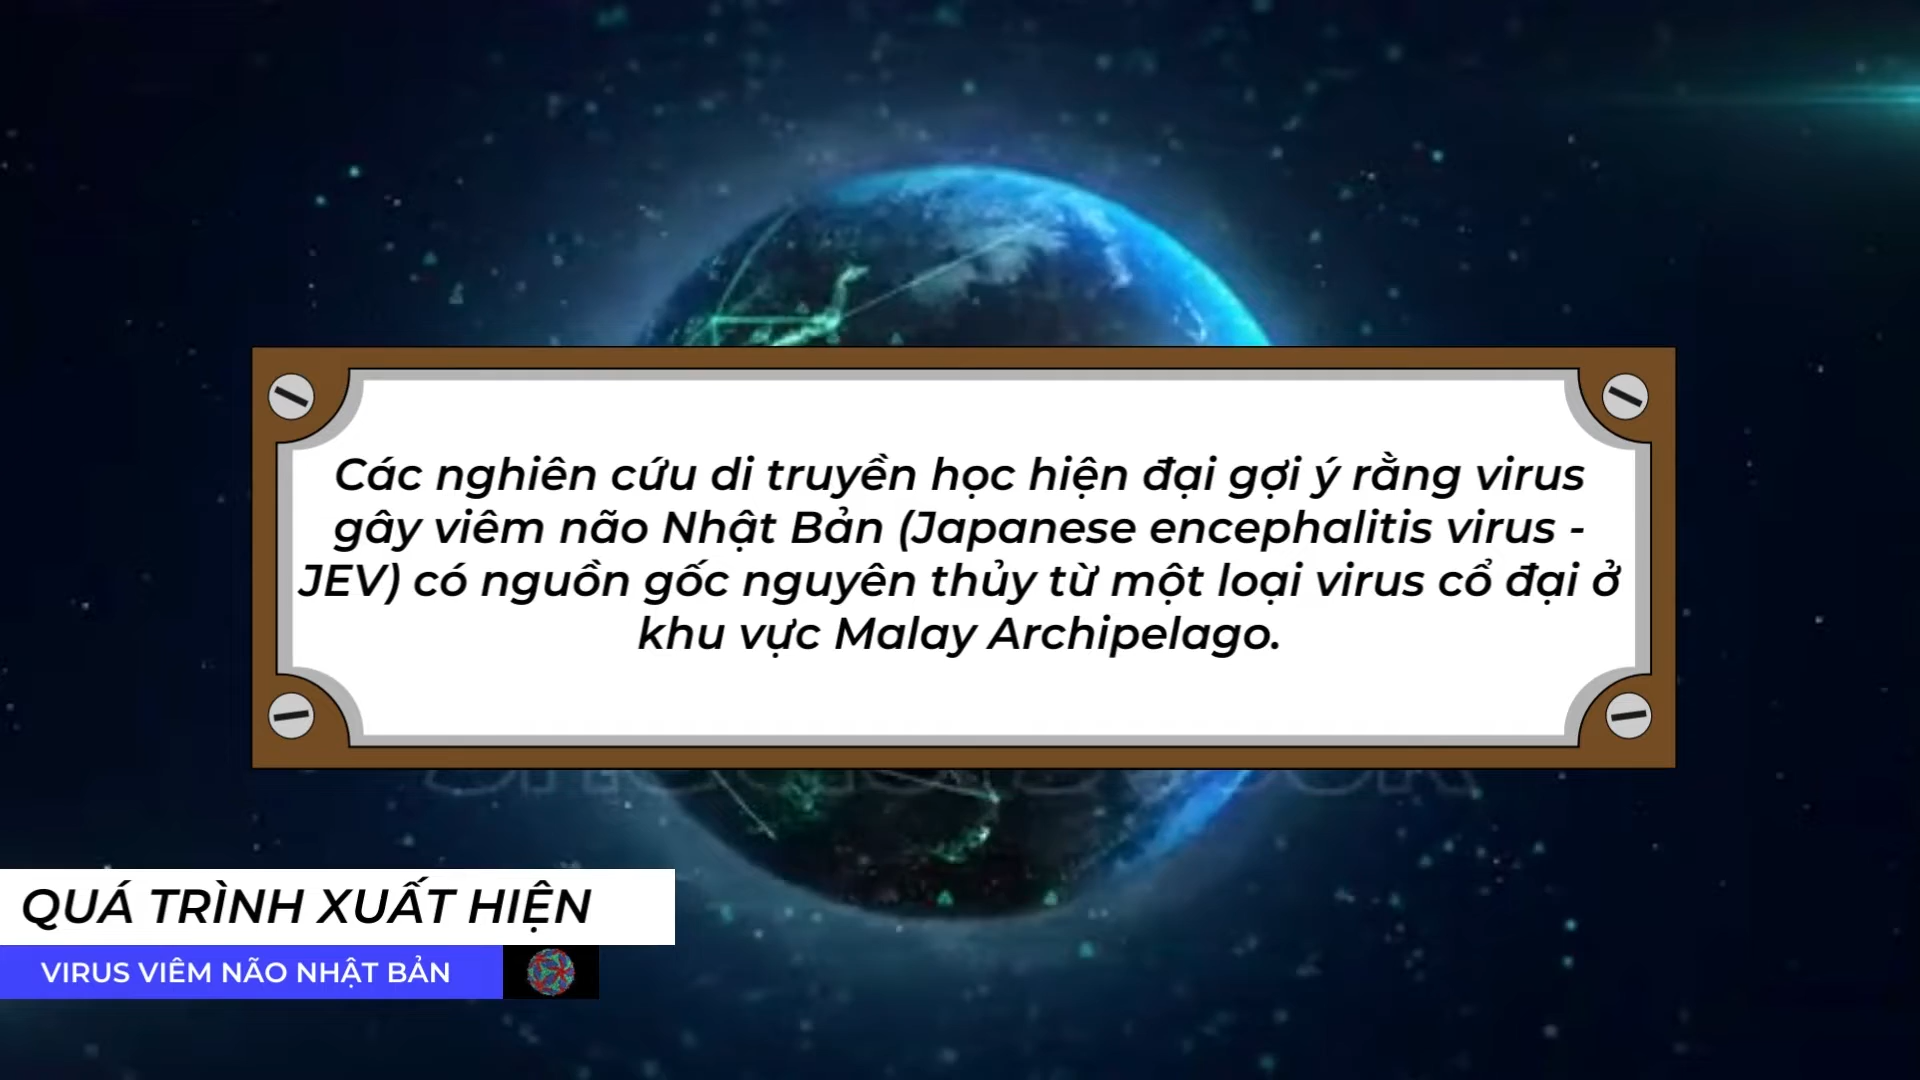 Các nghiên cứu di truyền học hiện đại gợi ý rằng virus
gây viêm não Nhật Bản (Japanese encephalitis virus -
JEV) có nguồn gốc nguyên thủy từ một loại virus cổ đại ở
khu vực Malay Archipelago.
QUÁ TRÌNH XUẤT HIỆN
VIRUS VIÊM NÃO NHẬT BẢN